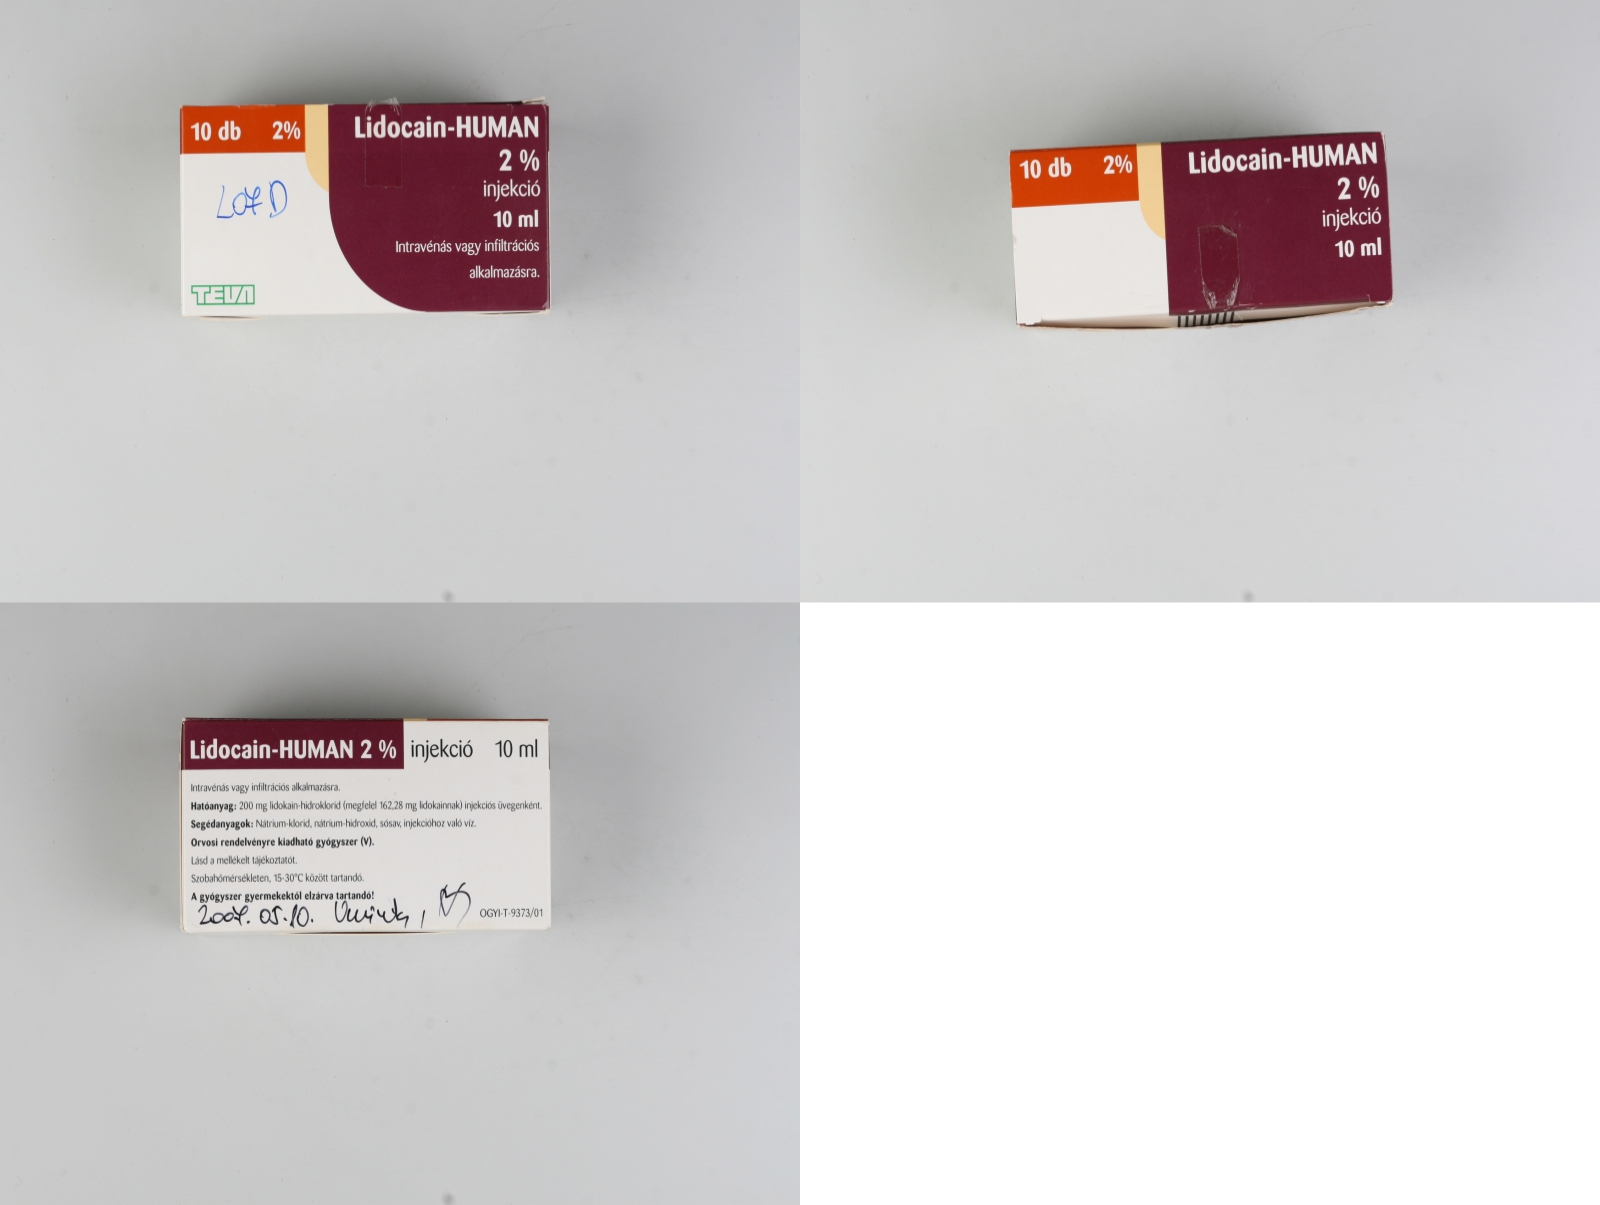 10 db 2%
Lidocain-HUMAN
2 %
injekció
10 ml
Intravénás vagy infiltrációs
alkalmazásra.
TEVA
10 db 2%
Lidocain-HUMAN
2 %
injekció
10 ml
Lidocain-HUMAN 2 % injekció 10 ml
Intravénás vagy infiltrációs alkalmazásra.
Hatóanyag: 200 mg lidokain-hidroklorid (megfelel 162,28 mg lidokainnak) injekciós üvegenként.
Segédanyagok: Nátrium-klorid, nátrium-hidroxid, sósav, injekcióhoz való víz.
Orvosi rendelvényre kiadható gyógyszer (V).
Lásd a mellékelt tájékoztatót.
Szobahőmérsékleten, 15-30°C között tartandó.
A gyógyszer gyermekektől elzárva tartandó!
OGYI-T-9373/01